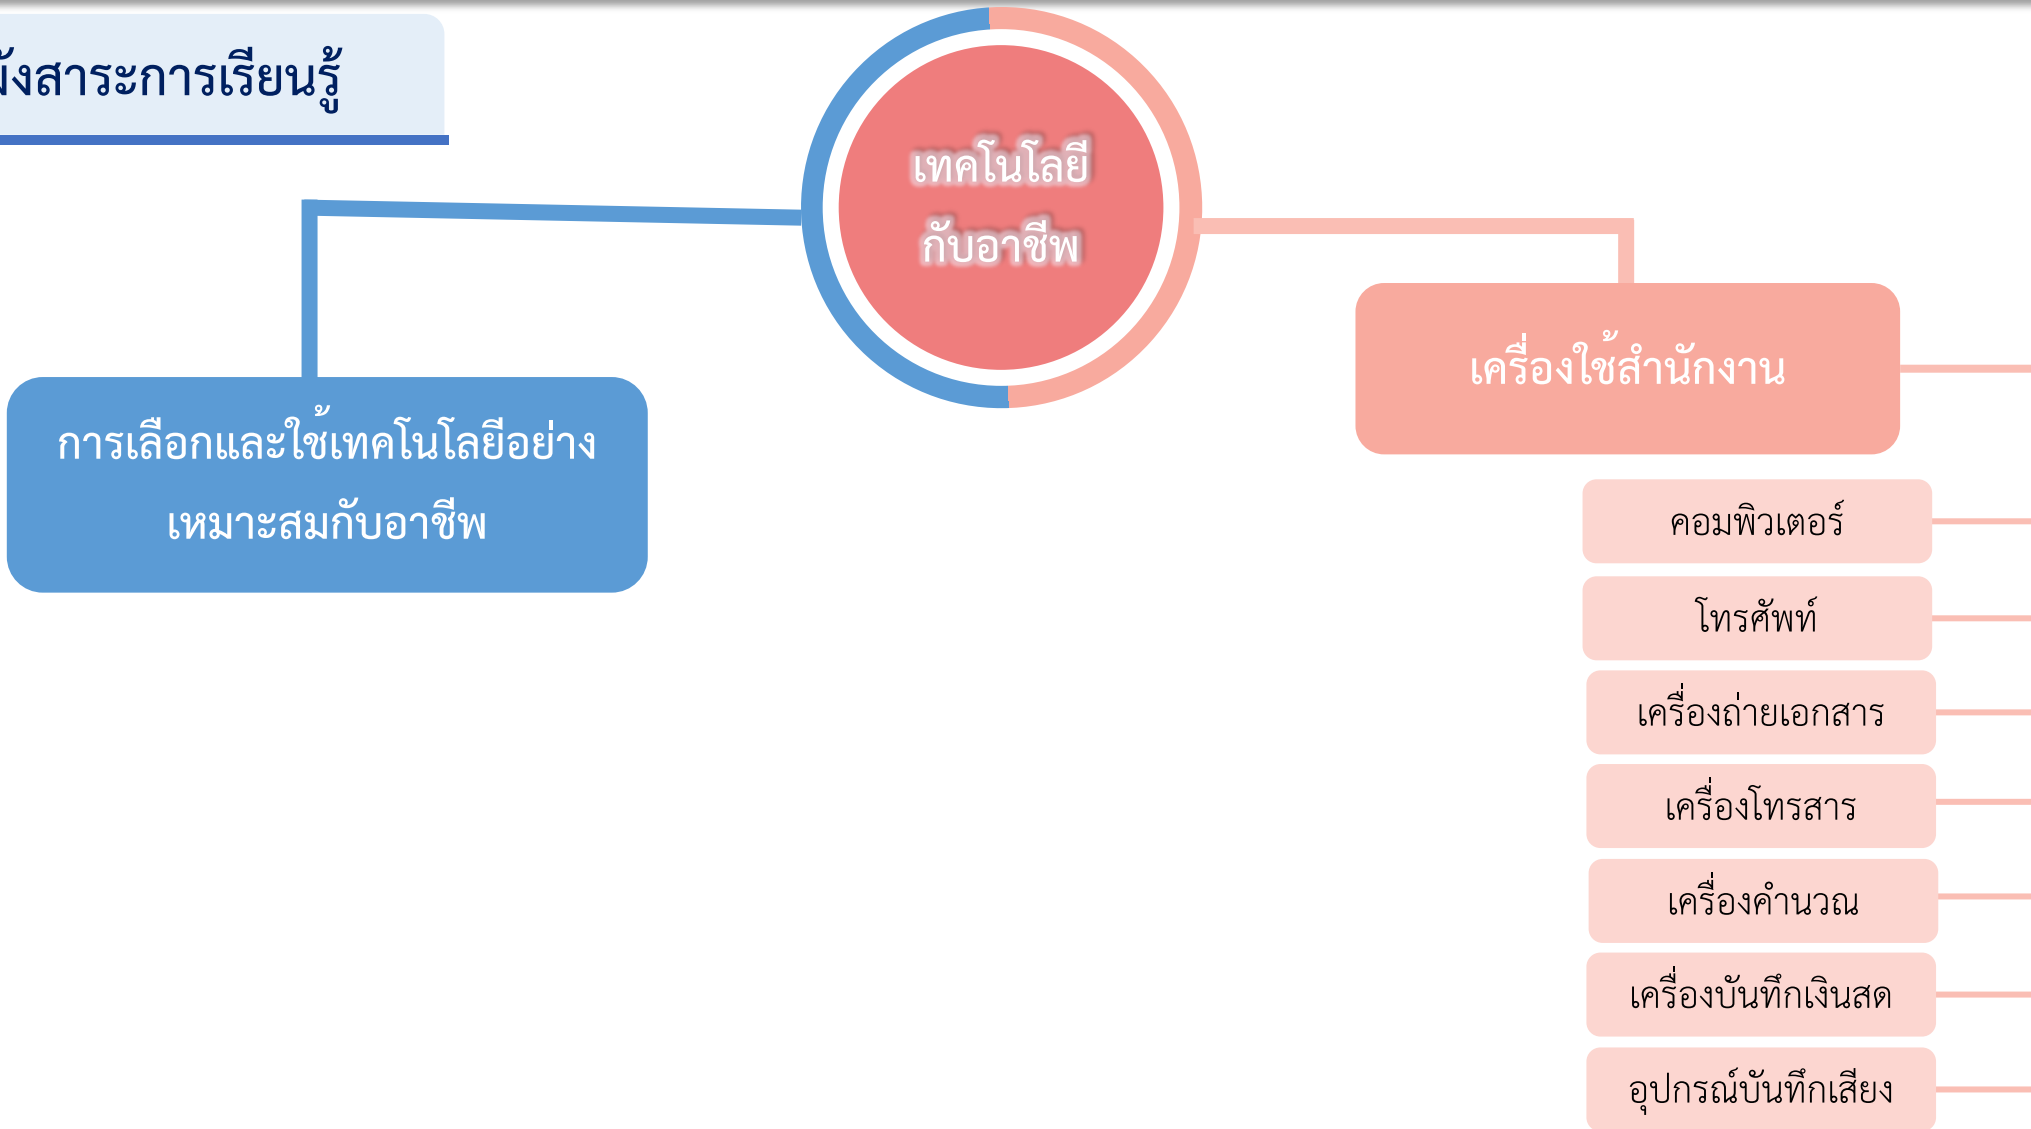 ผังสาระการเรียนรู้
เทคโนโลยี
กับอาชีพ
การเลือกและใช้เทคโนโลยีอย่าง
เหมาะสมกับอาชีพ
เครื่องใช้สำนักงาน
คอมพิวเตอร์
โทรศัพท์
เครื่องถ่ายเอกสาร
เครื่องโทรสาร
เครื่องคำนวณ
เครื่องบันทึกเงินสด
อุปกรณ์บันทึกเสียง